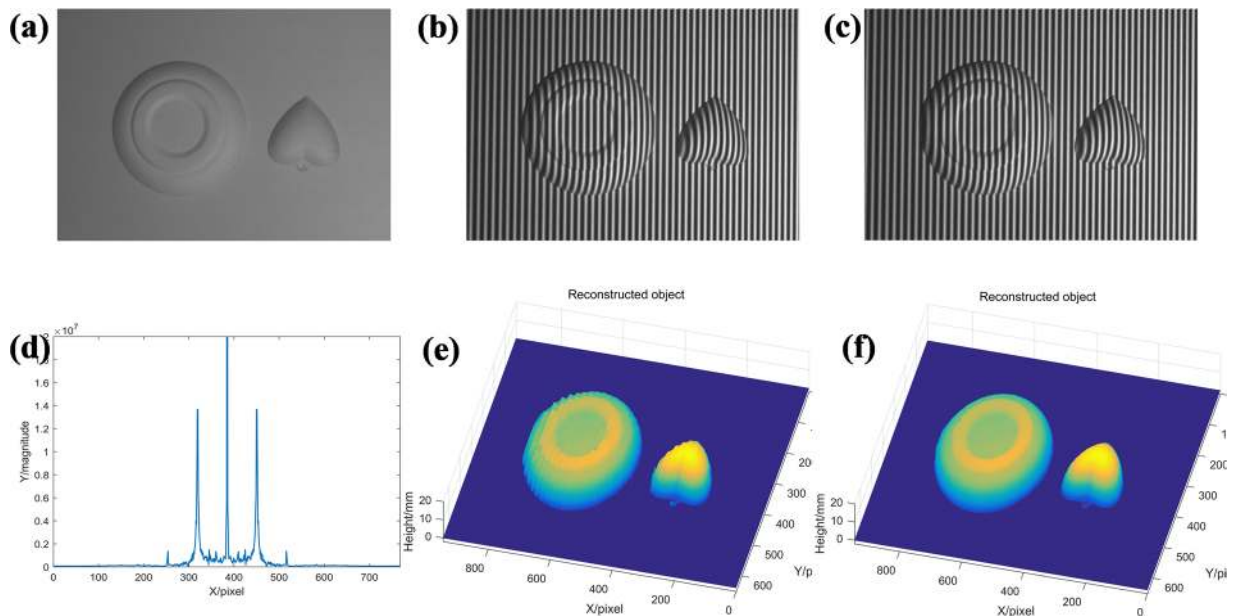 (a)
(b)
(c)
(d)
×10⁷
2
1.8
1.6
1.4
1.2
1
0.8
0.6
0.4
0.2
0
Y/magnitude
0 100 200 300 400 500 600 700
X/pixel
(e)
Reconstructed object
Height/mm
20
10
0
800 600 400 200 0
X/pixel
20
300
400
500
600
Y/p
(f)
Reconstructed object
Height/mm
20
10
0
800 600 400 200 0
X/pixel
1
200
300
400
500
600
Y/pi